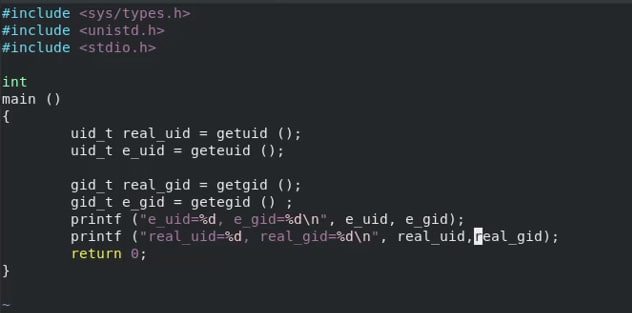 #include <sys/types.h>
#include <unistd.h>
#include <stdio.h>
int
main ()
{
uid_t real_uid = getuid ();
uid_t e_uid = geteuid ();
gid_t real_gid = getgid ();
gid_t e_gid = getegid () ;
printf ("e_uid=%d, e_gid=%d\n", e_uid, e_gid);
printf ("real_uid=%d, real_gid=%d\n", real_uid,real_gid);
return 0;
}
~